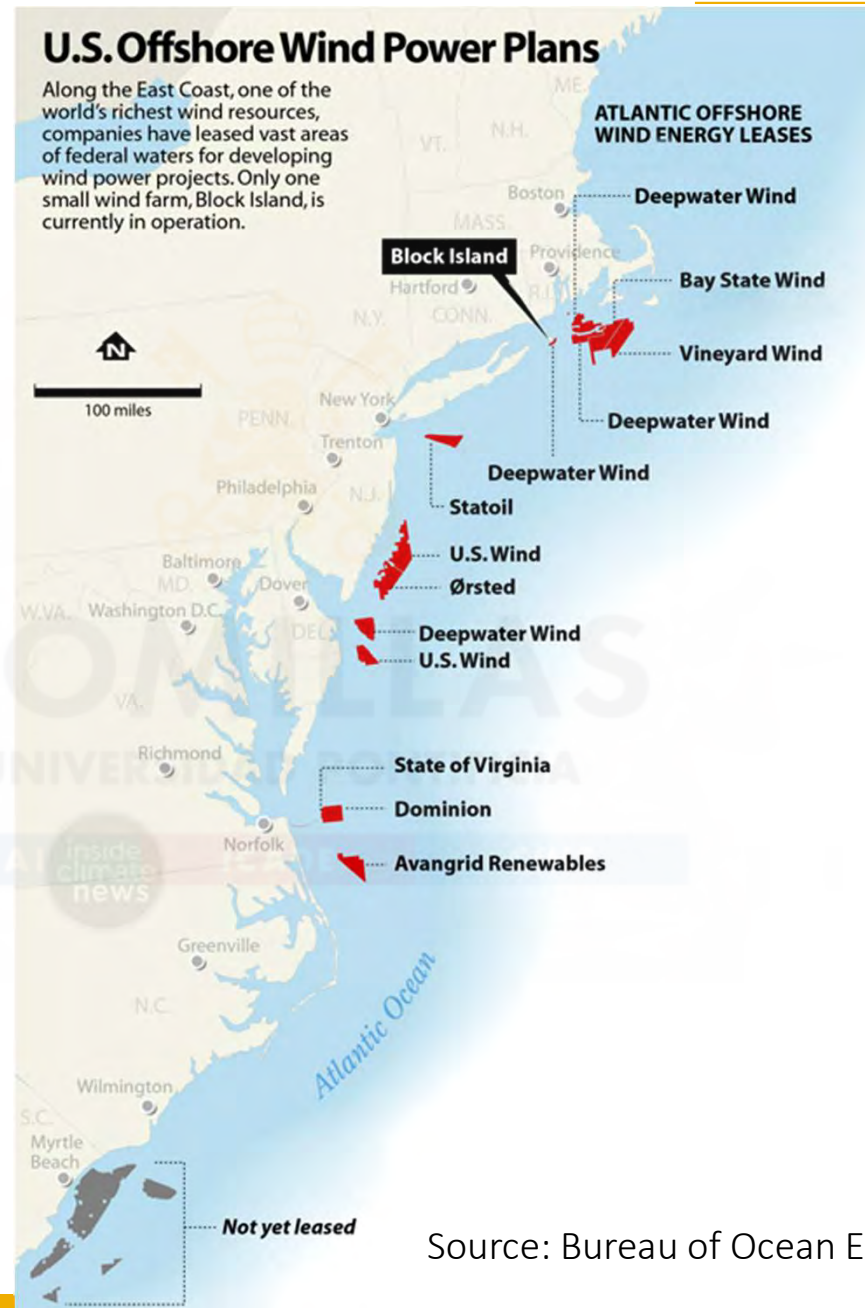 U.S. Offshore Wind Power Plans
Along the East Coast, one of the
world's richest wind resources,
companies have leased vast areas
of federal waters for developing
wind power projects. Only one
small wind farm, Block Island, is
currently in operation.
ATLANTIC OFFSHORE
WIND ENERGY LEASES
ME.
VT.
N.H.
Boston
Deepwater Wind
MASS.
Block Island
Providence
Hartford
R.I.
Bay State Wind
N.Y.
CONN.
N
Vineyard Wind
100 miles
New York
PENN.
Deepwater Wind
Trenton
Deepwater Wind
Philadelphia
N.J.
Statoil
Baltimore
U.S. Wind
MD.
Dover
Ørsted
W.VA.
Washington D.C.
DEL.
Deepwater Wind
U.S. Wind
VA.
Richmond
State of Virginia
UNIVERSIDAD PONTIFICIA
Dominion
Norfolk
inside
climate
news
Avangrid Renewables
Greenville
N.C.
Atlantic Ocean
Wilmington
S.C.
Myrtle
Beach
Not yet leased
Source: Bureau of Ocean E